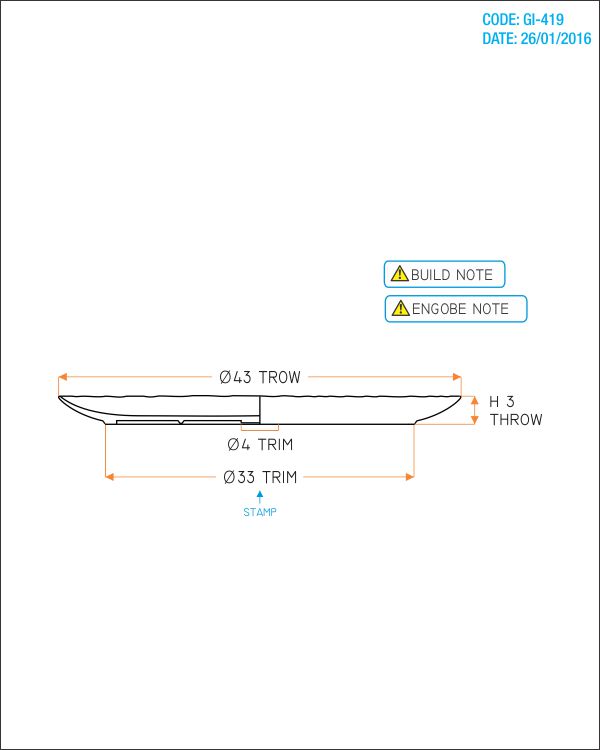 CODE: GI-419
DATE: 26/01/2016
BUILD NOTE
ENGOBE NOTE
Ø43 TROW
H 3
THROW
Ø4 TRIM
Ø33 TRIM
STAMP